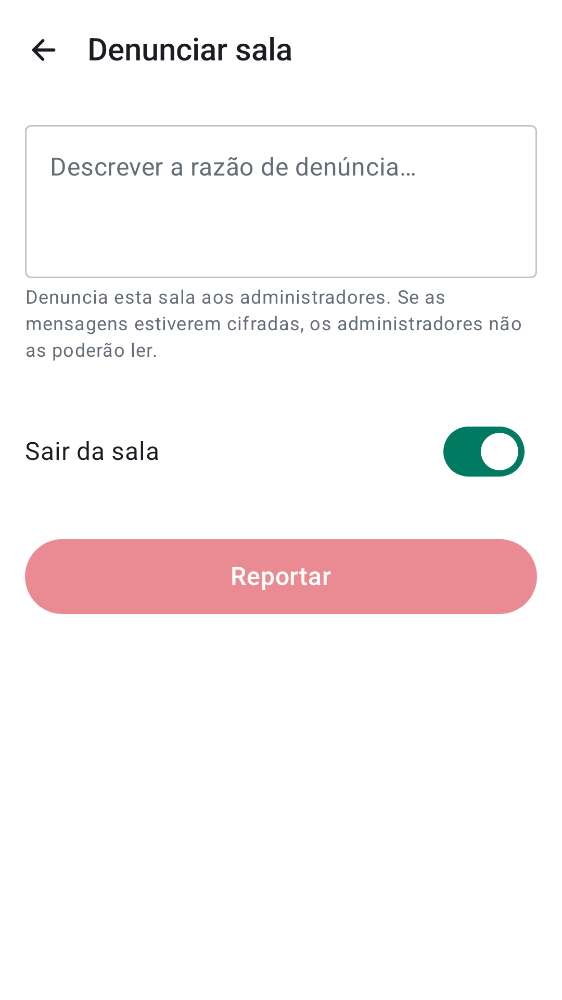 Denunciar sala
Descrever a razão de denúncia…
Denuncia esta sala aos administradores. Se as
mensagens estiverem cifradas, os administradores não
as poderão ler.
Sair da sala
Reportar